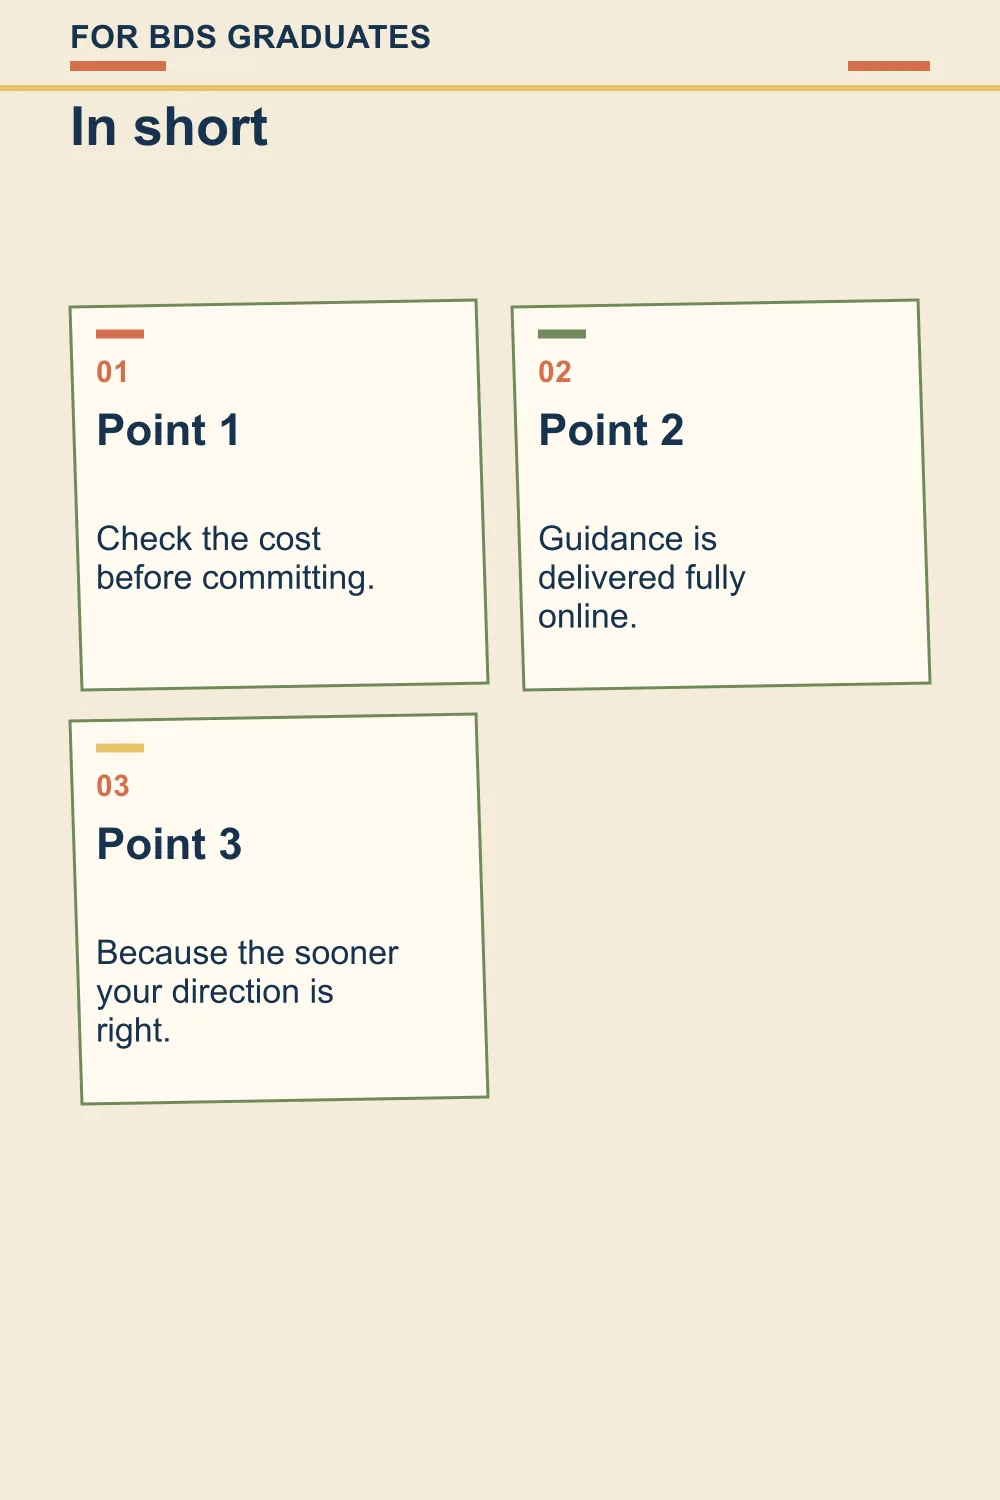 FOR BDS GRADUATES
In short
01
Point 1
Check the cost
before committing.
02
Point 2
Guidance is
delivered fully
online.
03
Point 3
Because the sooner
your direction is
right.